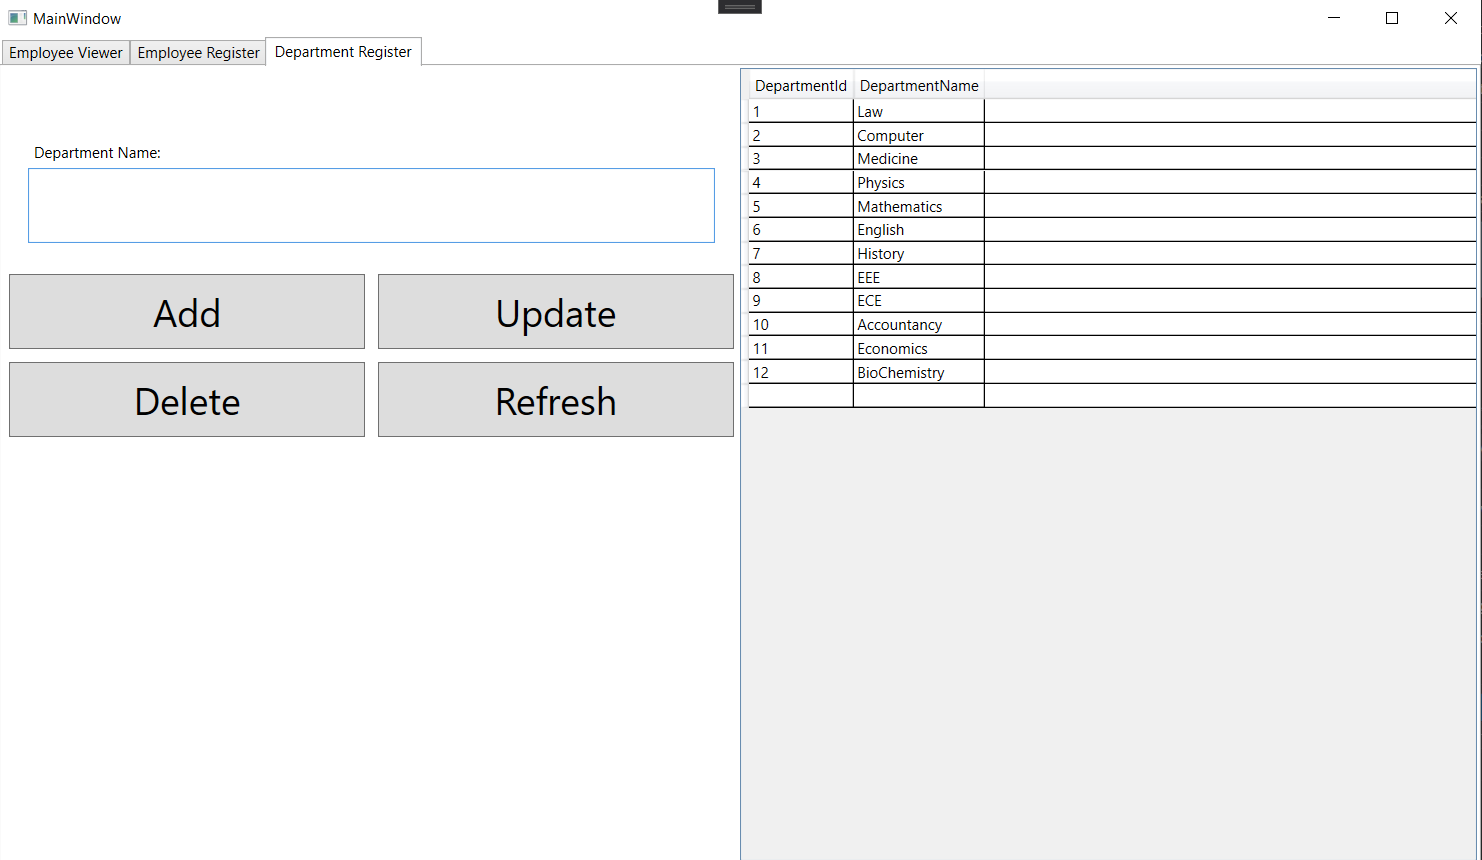 MainWindow
Employee Viewer Employee Register Department Register
Department Name:
Add Update
Delete Refresh
DepartmentId DepartmentName
1 Law
2 Computer
3 Medicine
4 Physics
5 Mathematics
6 English
7 History
8 EEE
9 ECE
10 Accountancy
11 Economics
12 BioChemistry